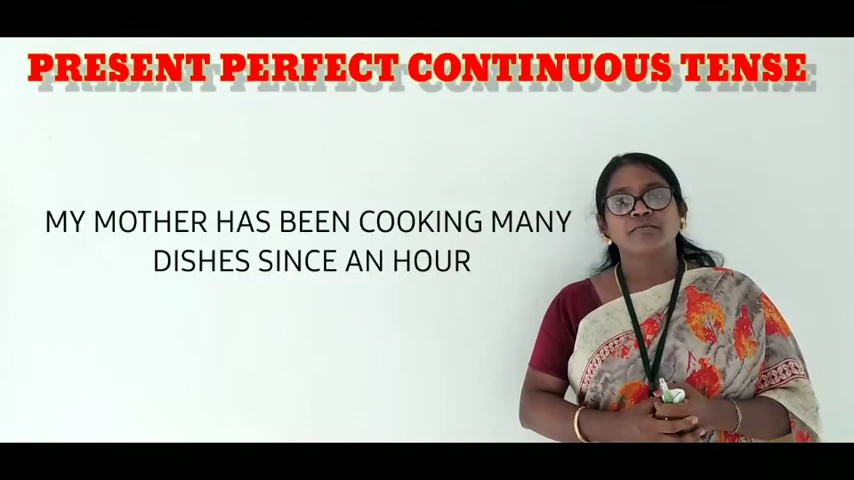 PRESENT PERFECT CONTINUOUS TENSE
MY MOTHER HAS BEEN COOKING MANY
DISHES SINCE AN HOUR